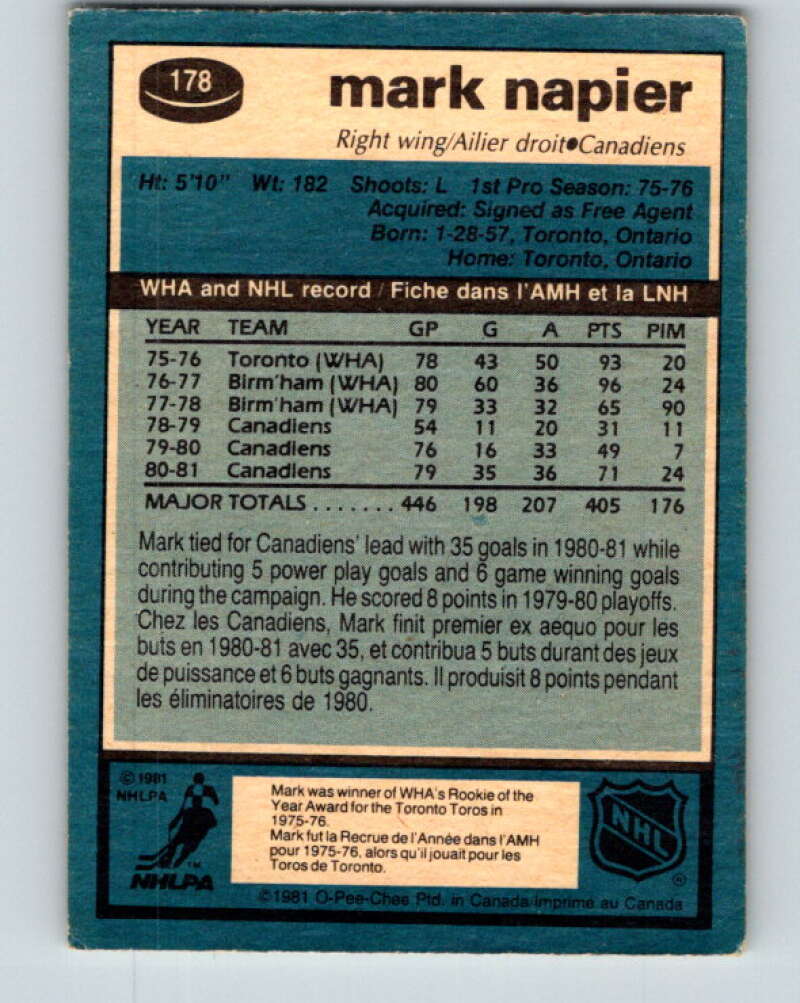 178
mark napier
Right wing/Ailier droit•Canadiens
Ht: 5'10" Wt: 182 Shoots: L 1st Pro Season: 75-76
Acquired: Signed as Free Agent
Born: 1-28-57, Toronto, Ontario
Home: Toronto, Ontario
WHA and NHL record / Fiche dans l'AMH et la LNH
YEAR TEAM GP G A PTS PIM
75-76 Toronto (WHA) 78 43 50 93 20
76-77 Birm'ham (WHA) 80 60 36 96 24
77-78 Birm'ham (WHA) 79 33 32 65 90
78-79 Canadiens 54 11 20 31 11
79-80 Canadiens 76 16 33 49 7
80-81 Canadiens 79 35 36 71 24
MAJOR TOTALS . . . . . . . 446 198 207 405 176
Mark tied for Canadiens' lead with 35 goals in 1980-81 while
contributing 5 power play goals and 6 game winning goals
during the campaign. He scored 8 points in 1979-80 playoffs.
Chez les Canadiens, Mark finit premier ex aequo pour les
buts en 1980-81 avec 35, et contribua 5 buts durant des jeux
de puissance et 6 buts gagnants. Il produisit 8 points pendant
les éliminatoires de 1980.
© 1981
NHLPA
TM
NHLPA
Mark was winner of WHA's Rookie of the
Year Award for the Toronto Toros in
1975-76.
Mark fut la Recrue de l'Année dans l'AMH
pour 1975-76, alors qu'il jouait pour les
Toros de Toronto.
NHL
®
©1981 O-Pee-Chee Ptd. in Canada/Imprimé au Canada